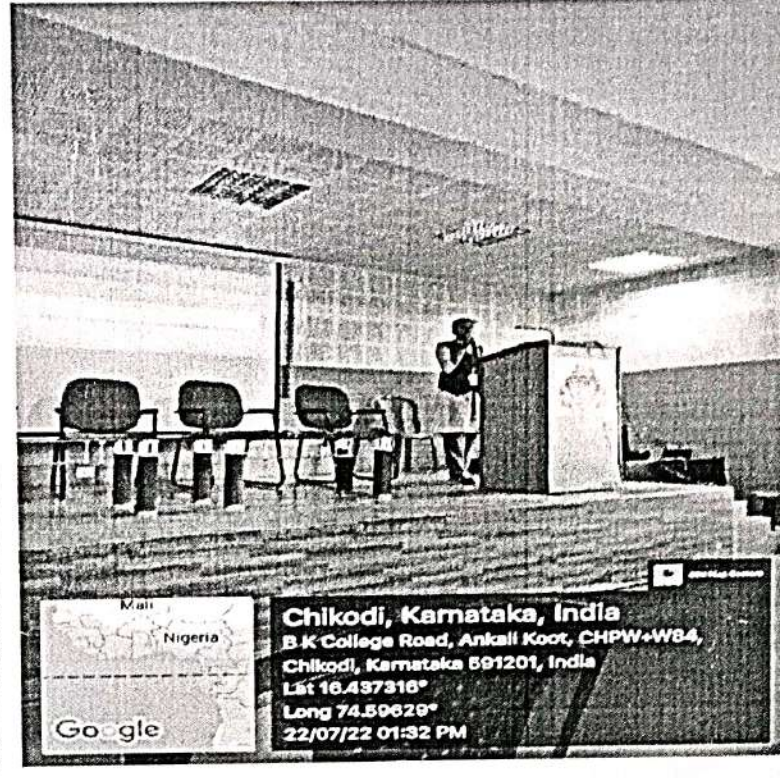 Mali
Nigeria
Google
Chikodi, Karnataka, India
B K College Road, Ankali Koot, CHPW+W84,
Chikodi, Karnataka 591201, India
Lat 16.437316°
Long 74.59629°
22/07/22 01:32 PM